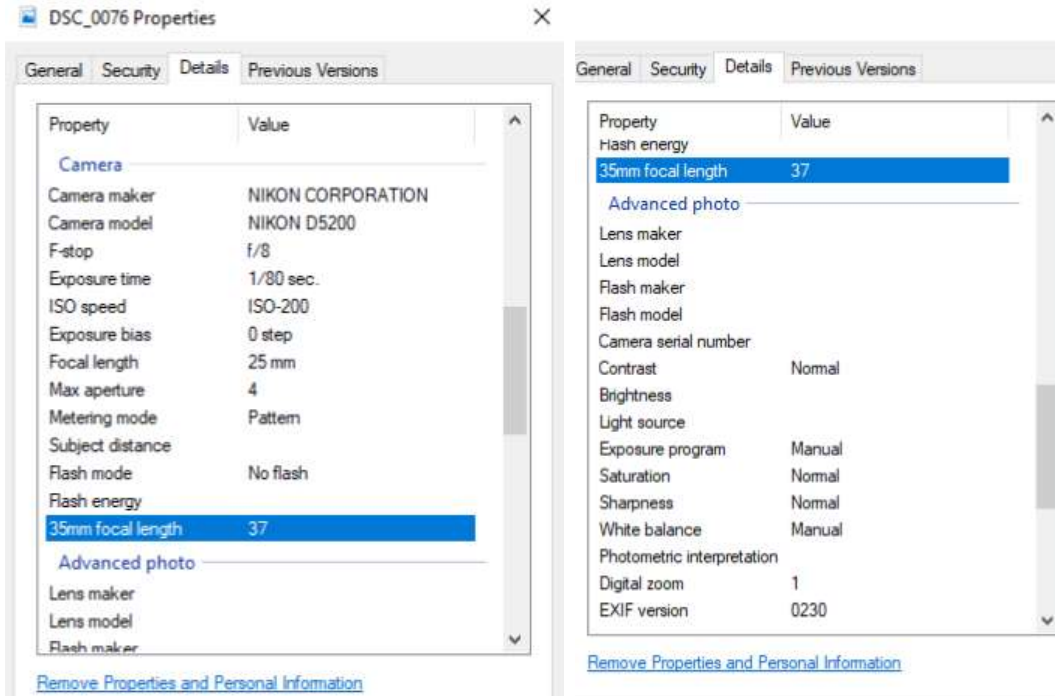 DSC_0076 Properties
General Security Details Previous Versions
Property Value
Camera
Camera maker NIKON CORPORATION
Camera model NIKON D5200
F-stop f/8
Exposure time 1/80 sec.
ISO speed ISO-200
Exposure bias 0 step
Focal length 25 mm
Max aperture 4
Metering mode Pattern
Subject distance
Flash mode No flash
Flash energy
35mm focal length 37
Advanced photo
Lens maker
Lens model
Flash maker
Remove Properties and Personal Information
General Security Details Previous Versions
Property Value
Flash energy
35mm focal length 37
Advanced photo
Lens maker
Lens model
Flash maker
Flash model
Camera serial number
Contrast Normal
Brightness
Light source
Exposure program Manual
Saturation Normal
Sharpness Normal
White balance Manual
Photometric interpretation
Digital zoom 1
EXIF version 0230
Remove Properties and Personal Information